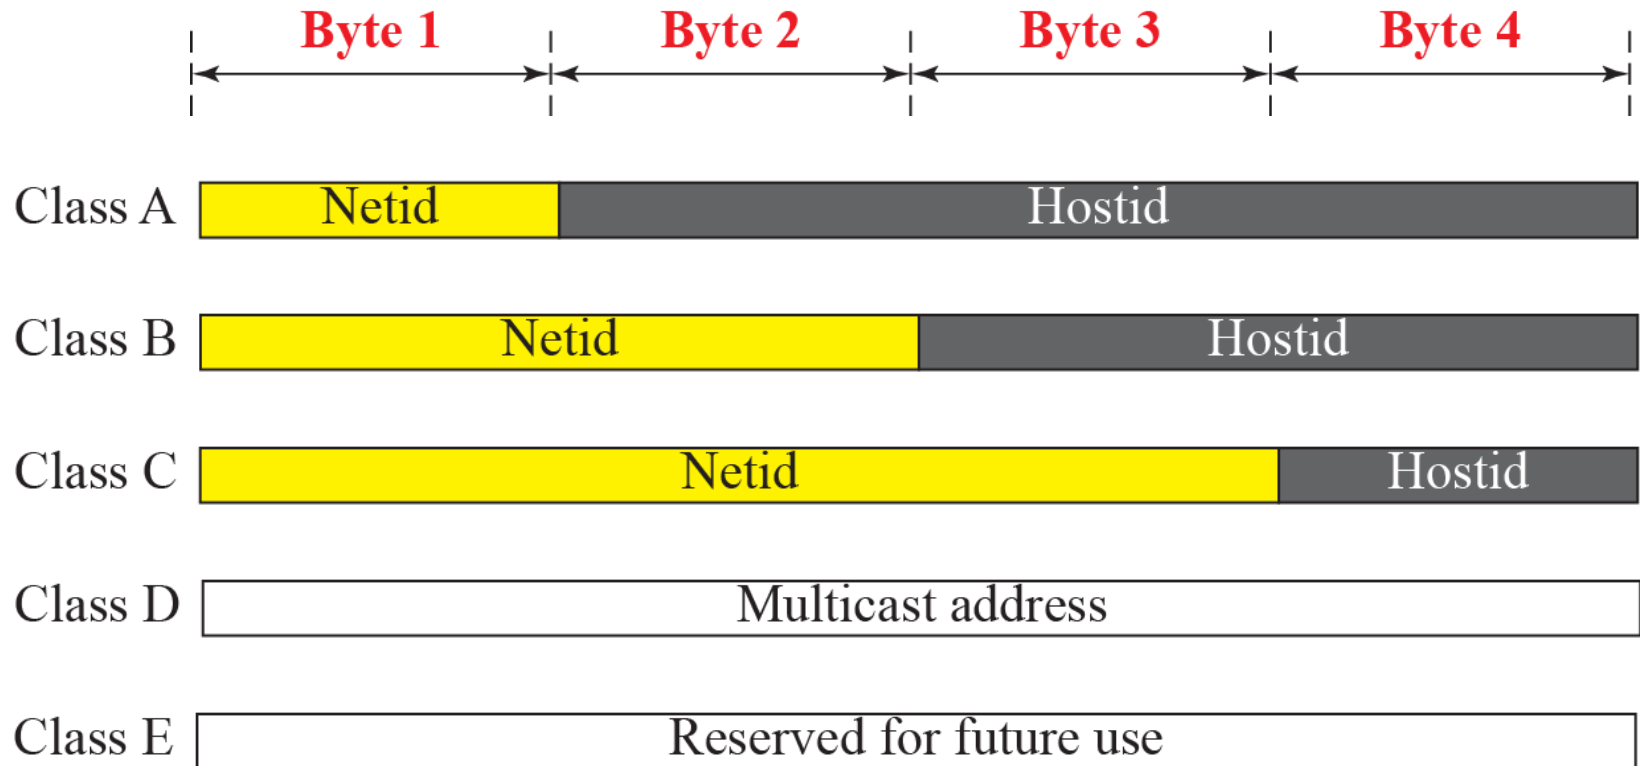 Byte 1 Byte 2 Byte 3 Byte 4
Class A Netid Hostid
Class B Netid Hostid
Class C Netid Hostid
Class D Multicast address
Class E Reserved for future use